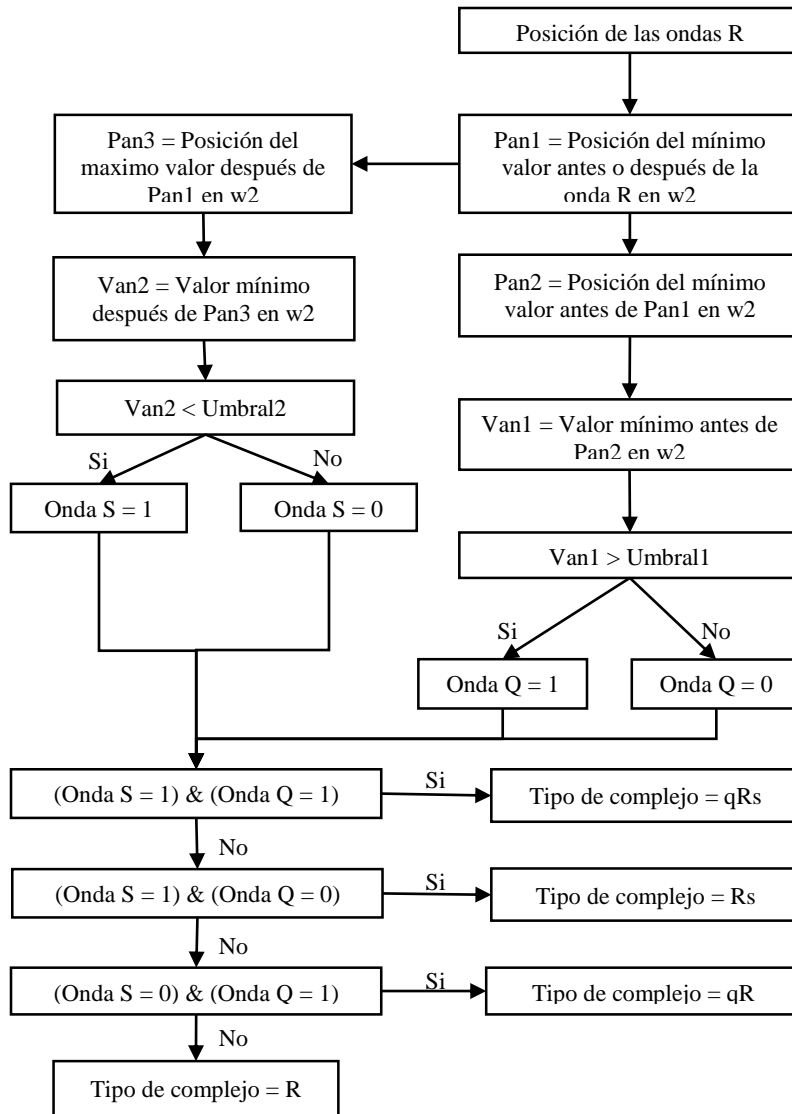 Posición de las ondas R
Pan3 = Posición del
maximo valor después de
Pan1 en w2
Pan1 = Posición del mínimo
valor antes o después de la
onda R en w2
Van2 = Valor mínimo
después de Pan3 en w2
Pan2 = Posición del mínimo
valor antes de Pan1 en w2
Van2 < Umbral2
Van1 = Valor mínimo antes de
Pan2 en w2
Si
No
Onda S = 1
Onda S = 0
Van1 > Umbral1
Si
No
Onda Q = 1
Onda Q = 0
(Onda S = 1) & (Onda Q = 1)
Si
Tipo de complejo = qRs
No
(Onda S = 1) & (Onda Q = 0)
Si
Tipo de complejo = Rs
No
(Onda S = 0) & (Onda Q = 1)
Si
Tipo de complejo = qR
No
Tipo de complejo = R